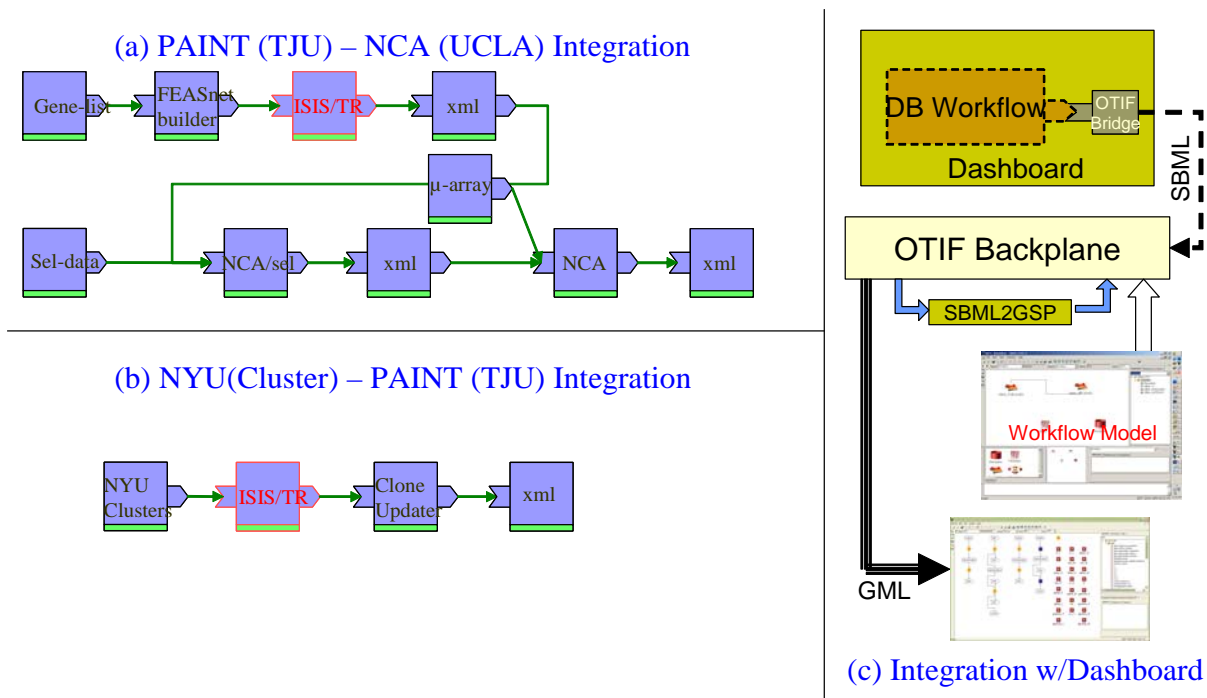 (a) PAINT (TJU) – NCA (UCLA) Integration
Gene-list
FEASnet
builder
ISIS/TR
xml
µ-array
Sel-data
NCA/sel
xml
NCA
xml
(b) NYU(Cluster) – PAINT (TJU) Integration
NYU
Clusters
ISIS/TR
Clone
Updater
xml
DB Workflow
OTIF
Bridge
Dashboard
SBML
OTIF Backplane
SBML2GSP
Workflow Model
GML
(c) Integration w/Dashboard